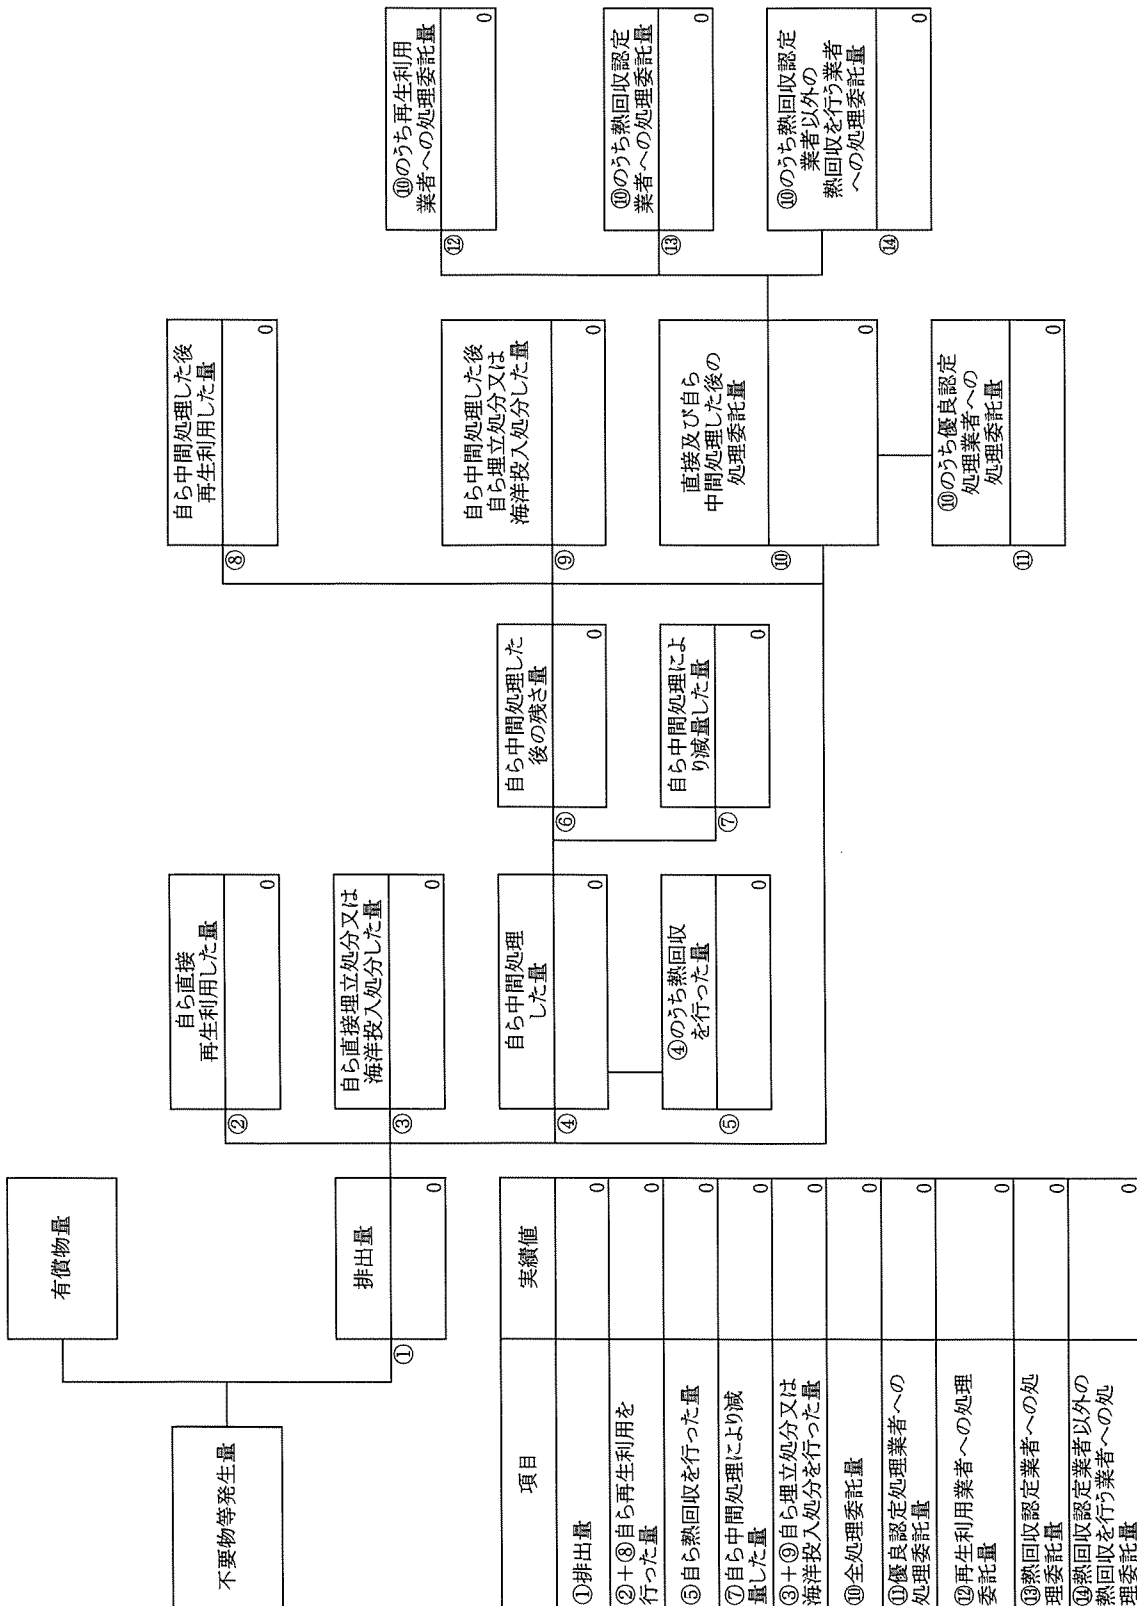 不要物等発生量
有償物量
①
排出量
0
②
自ら直接
再生利用した量
0
③
自ら直接埋立処分又は
海洋投入処分した量
0
④
自ら中間処理
した量
0
⑤
④のうち熱回収
を行った量
0
⑥
自ら中間処理した
後の残さ量
0
⑦
自ら中間処理によ
り減量した量
0
⑧
自ら中間処理した後
再生利用した量
0
⑨
自ら中間処理した後
自ら埋立処分又は
海洋投入処分した量
0
⑩
直接及び自ら
中間処理した後の
処理委託量
0
⑪
⑩のうち優良認定
処理業者への
処理委託量
0
⑫
⑩のうち再生利用
業者への処理委託量
0
⑬
⑩のうち熱回収認定
業者への処理委託量
0
⑭
⑩のうち熱回収認定
業者以外の
熱回収を行う業者
への処理委託量
0
項目 実績値
①排出量 0
②+⑧自ら再生利用を
行った量 0
⑤自ら熱回収を行った量 0
⑦自ら中間処理により減
量した量 0
③+⑨自ら埋立処分又は
海洋投入処分を行った量 0
⑩全処理委託量 0
⑪優良認定処理業者への
処理委託量 0
⑫再生利用業者への処理
委託量 0
⑬熱回収認定業者への処
理委託量 0
⑭熱回収認定業者以外の
熱回収を行う業者への処
理委託量 0